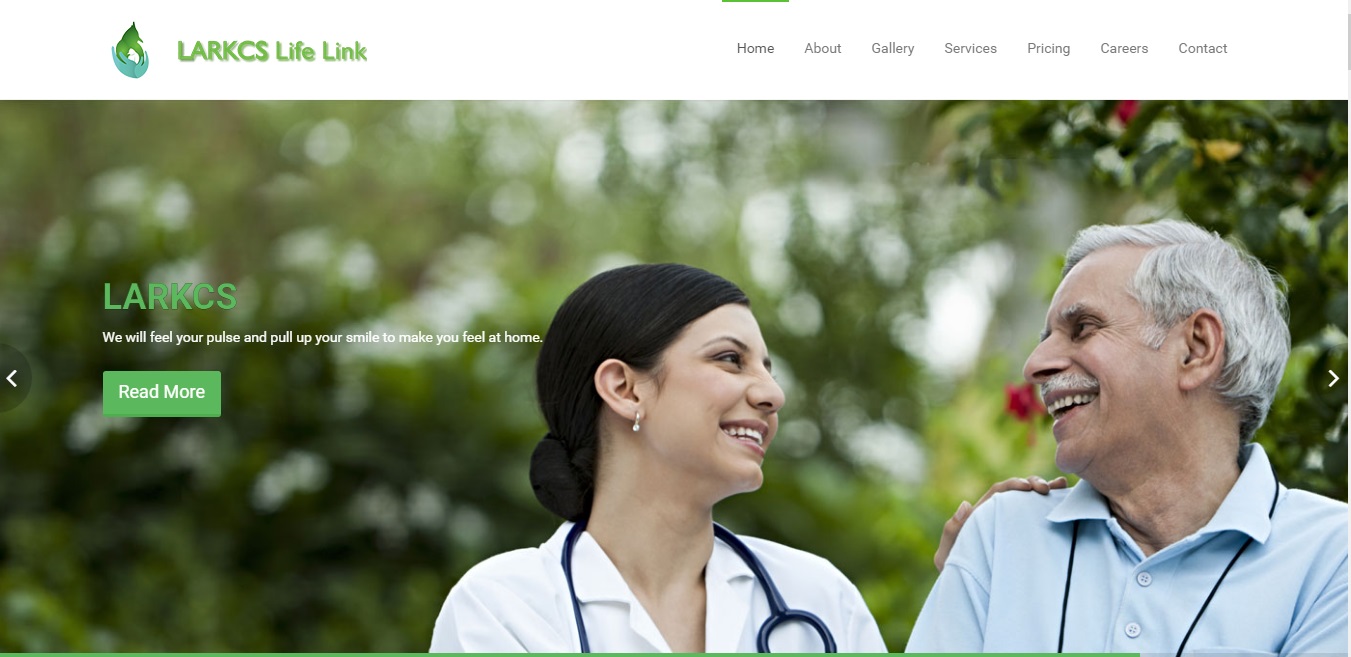 LARKCS Life Link
Home About Gallery Services Pricing Careers Contact
LARKCS
We will feel your pulse and pull up your smile to make you feel at home.
Read More